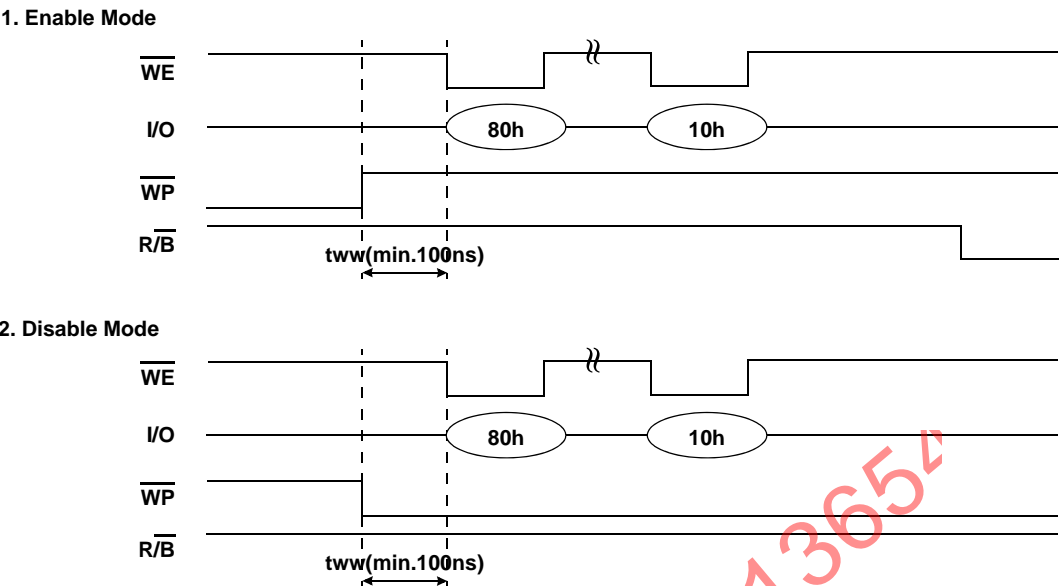 1. Enable Mode
WE
I/O 80h 10h
WP
R/B
tww(min.100ns)
2. Disable Mode
WE
I/O 80h 10h
WP
R/B
tww(min.100ns)